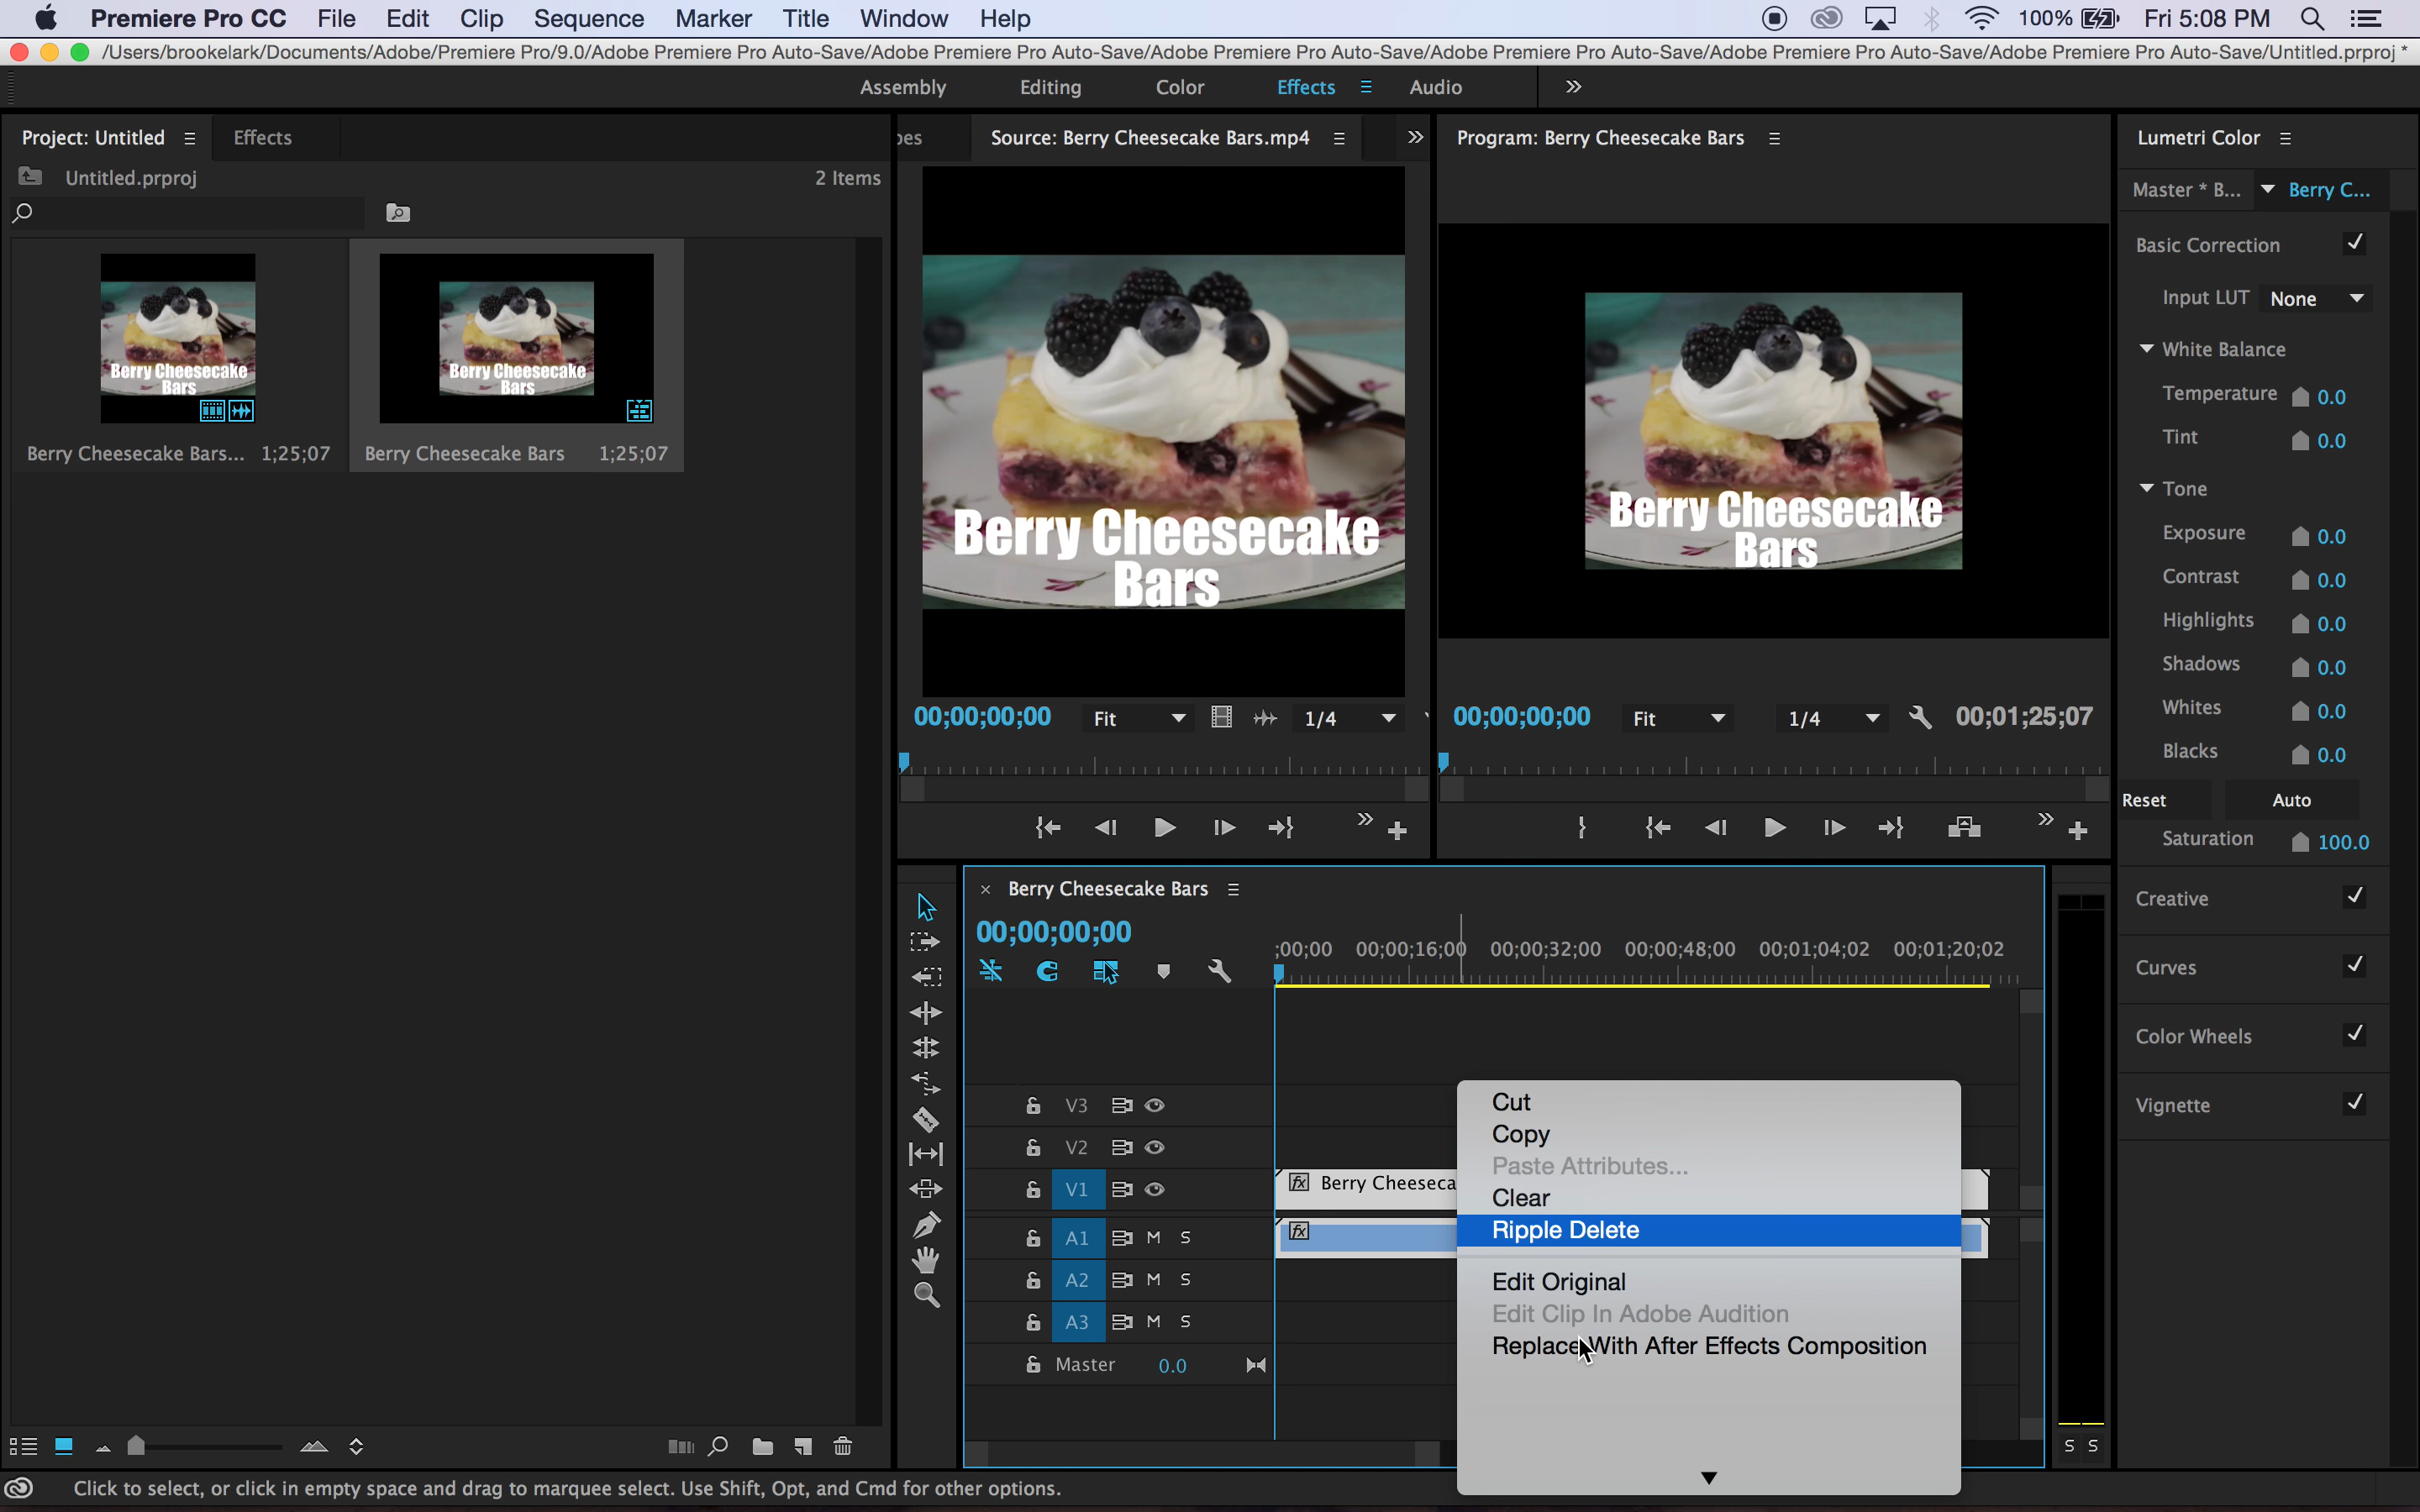 Premiere Pro CC File Edit Clip Sequence Marker Title Window Help 100% Fri 5:08 PM
/Users/brookelark/Documents/Adobe/Premiere Pro/9.0/Adobe Premiere Pro Auto-Save/Adobe Premiere Pro Auto-Save/Adobe Premiere Pro Auto-Save/Adobe Premiere Pro Auto-Save/Adobe Premiere Pro Auto-Save/Untitled.prproj *
Assembly Editing Color Effects Audio
Project: Untitled Effects
Untitled.prproj 2 Items
Berry Cheesecake
Bars
Berry Cheesecake
Bars
Berry Cheesecake Bars... 1;25;07
Berry Cheesecake Bars 1;25;07
pes Source: Berry Cheesecake Bars.mp4
Berry Cheesecake
Bars
00;00;00;00 Fit 1/4
Program: Berry Cheesecake Bars
Berry Cheesecake
Bars
00;00;00;00 Fit 1/4 00;01;25;07
Lumetri Color
Master * B... Berry C...
Basic Correction
Input LUT None
White Balance
Temperature 0.0
Tint 0.0
Tone
Exposure 0.0
Contrast 0.0
Highlights 0.0
Shadows 0.0
Whites 0.0
Blacks 0.0
Reset Auto
Saturation 100.0
Creative
Curves
Color Wheels
Vignette
× Berry Cheesecake Bars
00;00;00;00
;00;00 00;00;16;00 00;00;32;00 00;00;48;00 00;01;04;02 00;01;20;02
V3
V2
V1 fx Berry Cheeseca
A1 M S fx
A2 M S
A3 M S
Master 0.0
Cut
Copy
Paste Attributes...
Clear
Ripple Delete
Edit Original
Edit Clip In Adobe Audition
Replace With After Effects Composition
S S
Click to select, or click in empty space and drag to marquee select. Use Shift, Opt, and Cmd for other options.